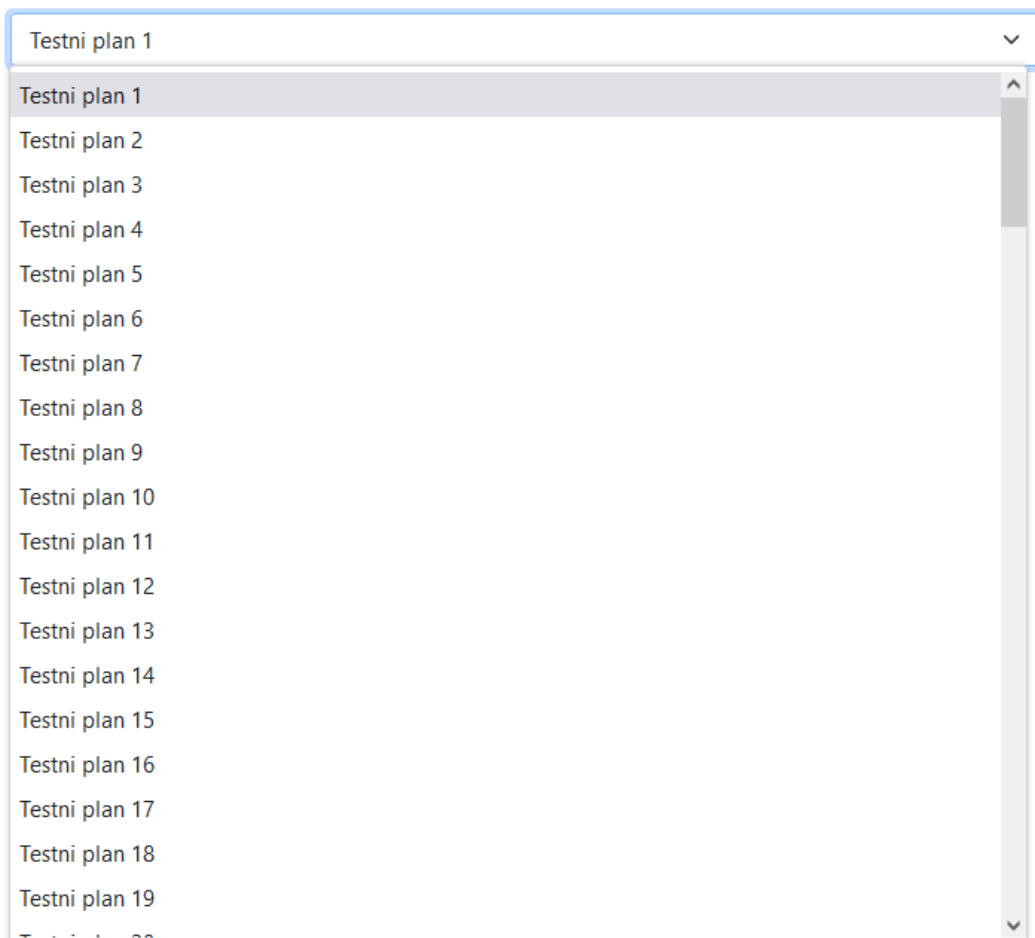 Testni plan 1
Testni plan 1
Testni plan 2
Testni plan 3
Testni plan 4
Testni plan 5
Testni plan 6
Testni plan 7
Testni plan 8
Testni plan 9
Testni plan 10
Testni plan 11
Testni plan 12
Testni plan 13
Testni plan 14
Testni plan 15
Testni plan 16
Testni plan 17
Testni plan 18
Testni plan 19